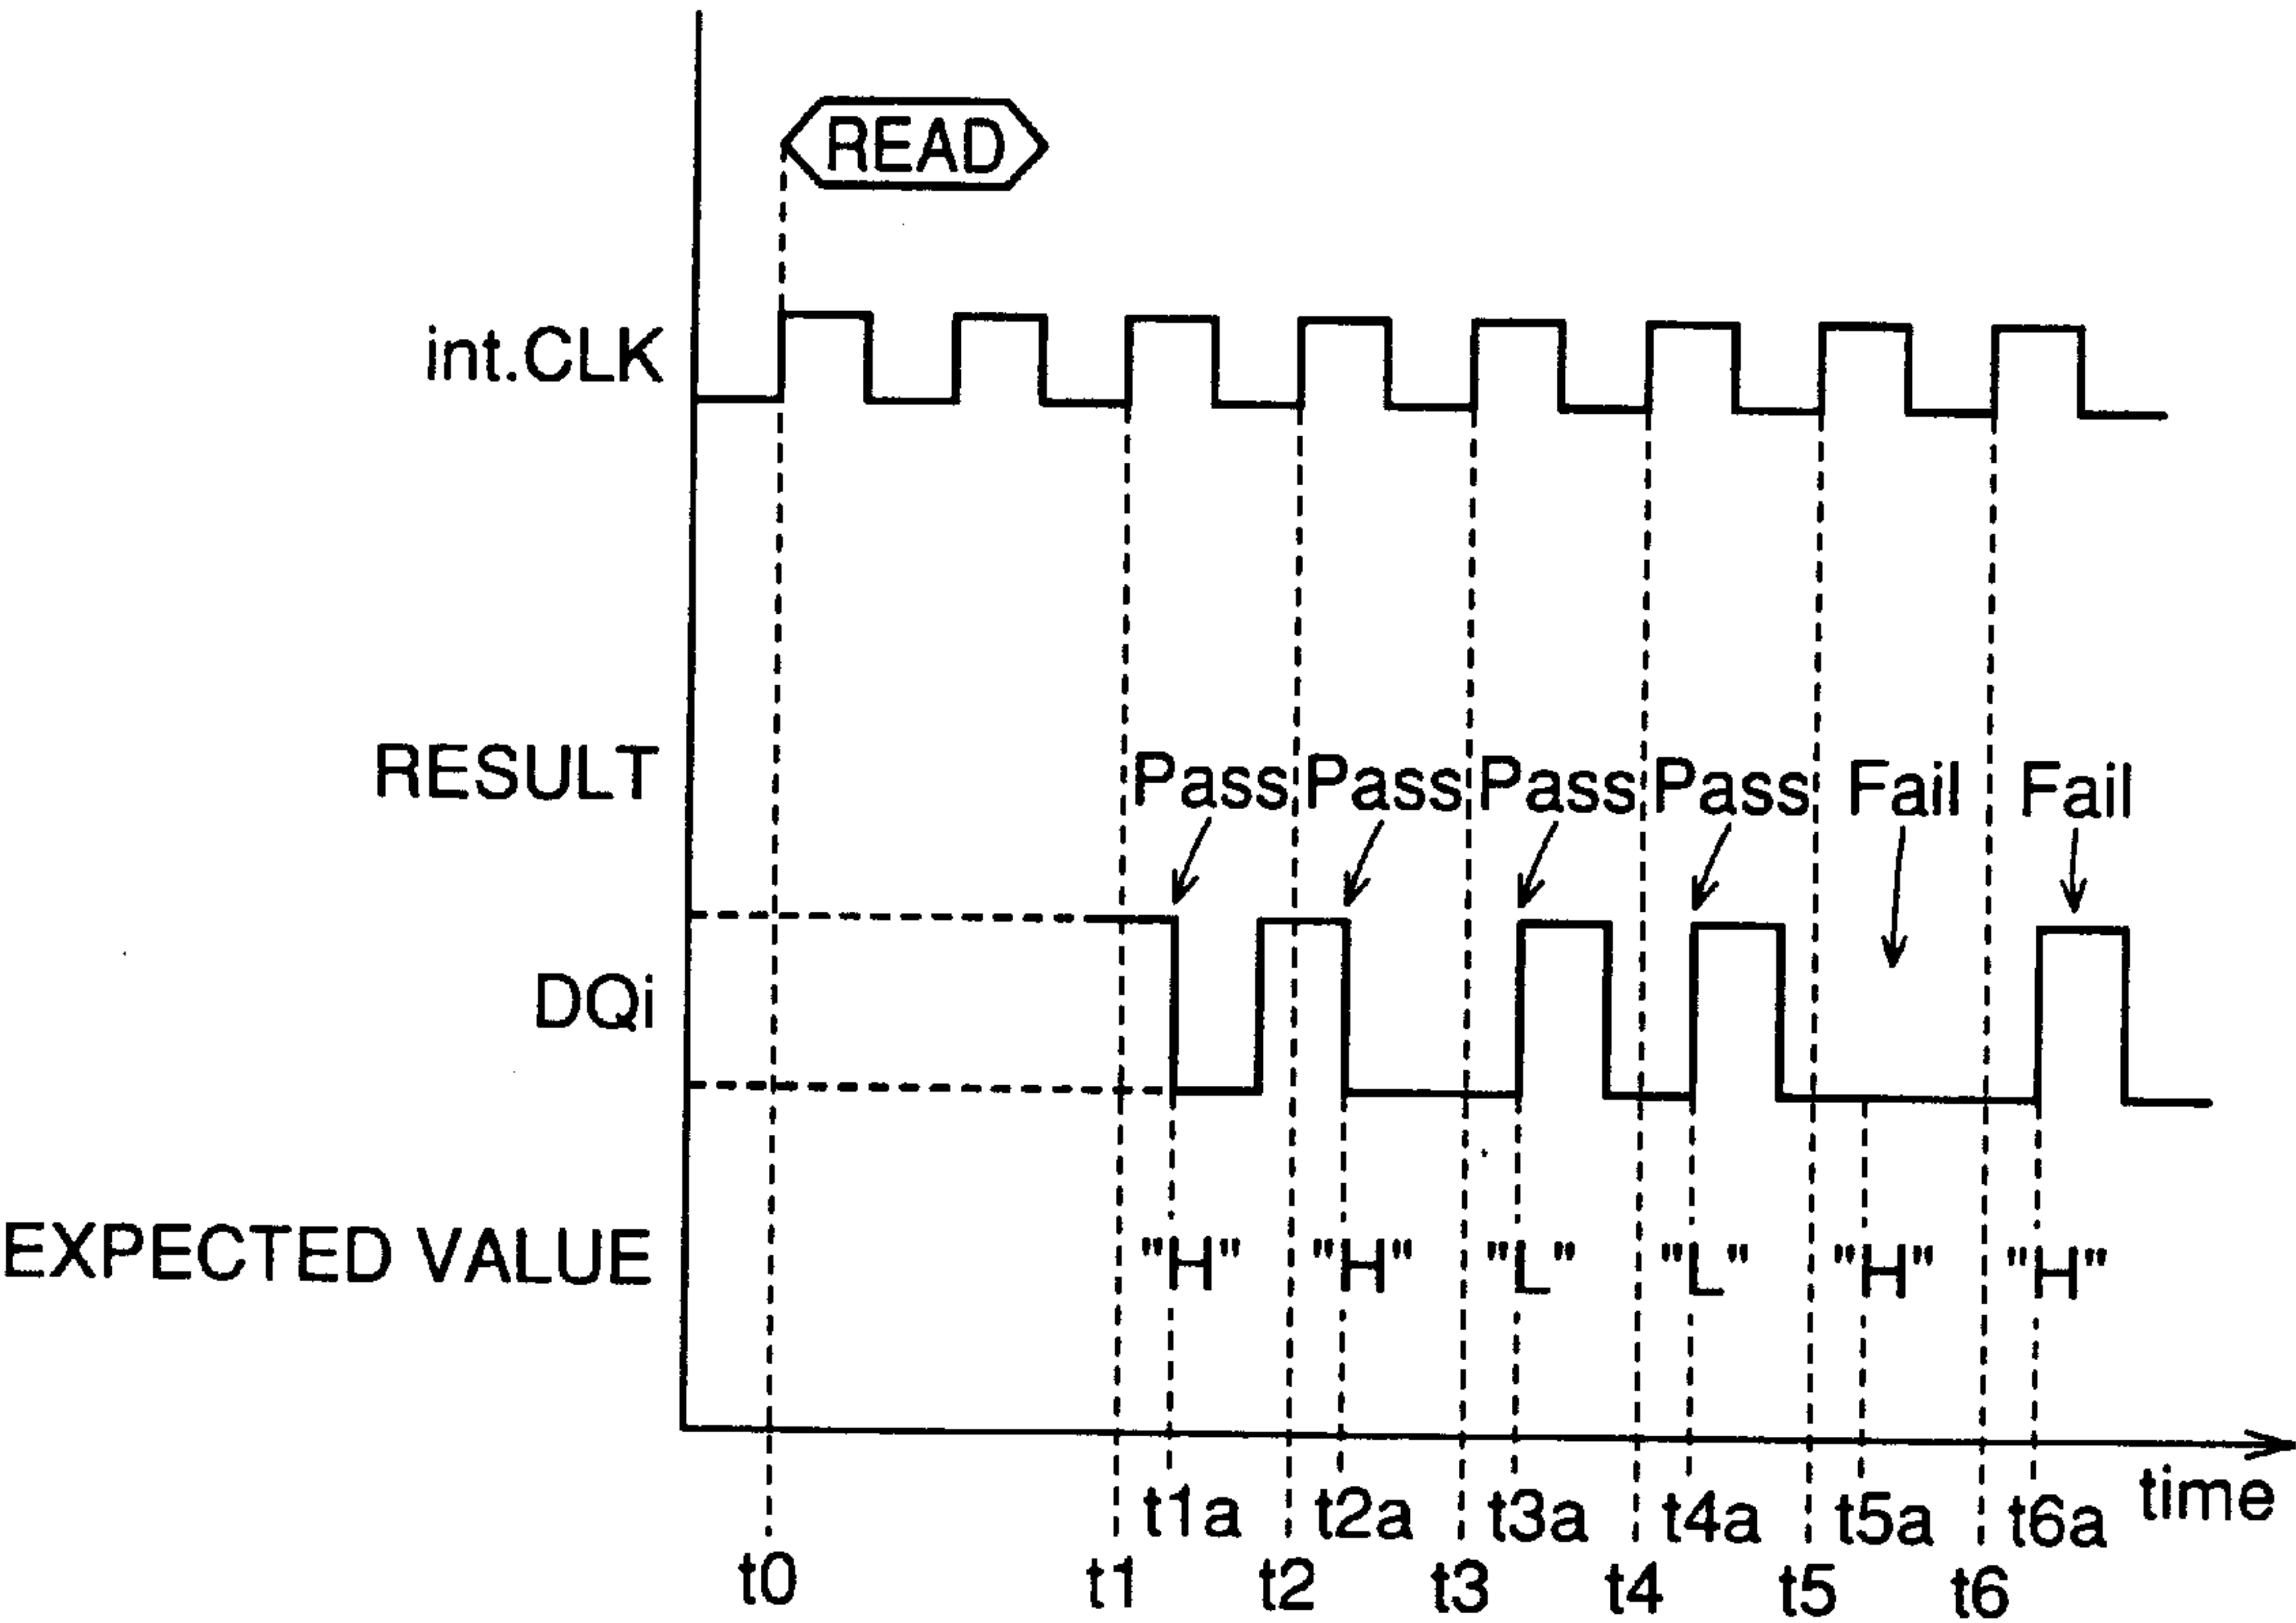 READ
int.CLK
RESULT Pass Pass Pass Pass Fail Fail
DQi
EXPECTED VALUE "H" "H" "L" "L" "H" "H"
t1a t2a t3a t4a t5a t6a time
t0 t1 t2 t3 t4 t5 t6